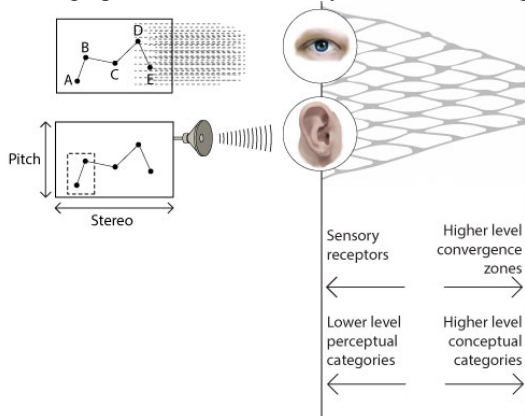 A
B
C
D
E
Pitch
Stereo
Sensory
receptors
Higher level
convergence
zones
Lower level
perceptual
categories
Higher level
conceptual
categories